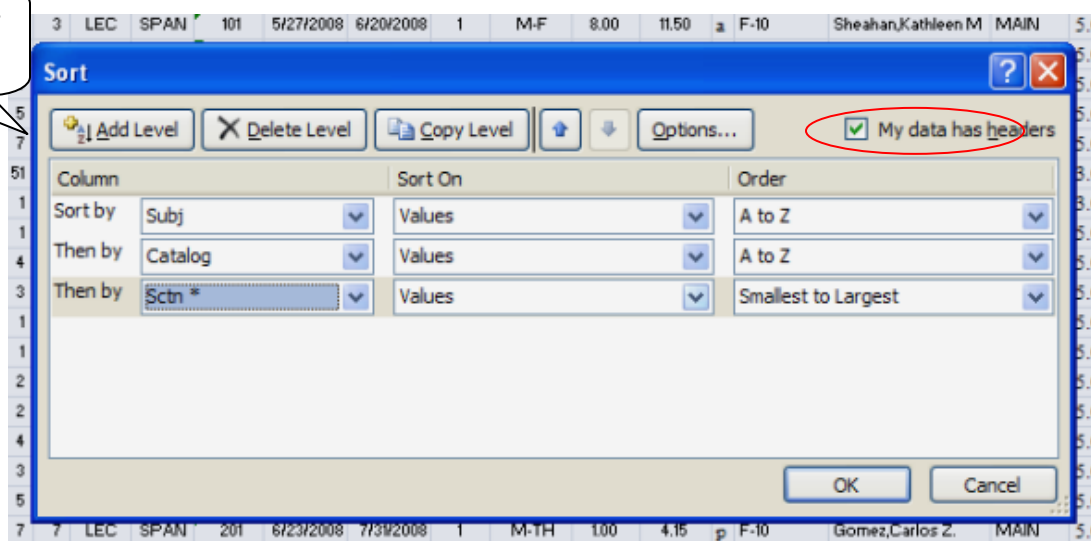 3 LEC SPAN 101 5/27/2008 6/20/2008 1 M-F 8.00 11.50 a F-10 Sheahan,Kathleen M MAIN 5.
Sort
Add Level Delete Level Copy Level Options... My data has headers
Column Sort On Order
Sort by Subj Values A to Z
Then by Catalog Values A to Z
Then by Sctn * Values Smallest to Largest
OK Cancel
7 7 LEC SPAN 201 6/23/2008 7/31/2008 1 M-TH 1.00 4.15 p F-10 Gomez,Carlos Z. MAIN 5.